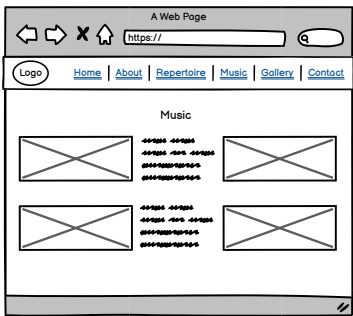 A Web Page
https://
Logo
Home About Repertoire Music Gallery Contact
Music